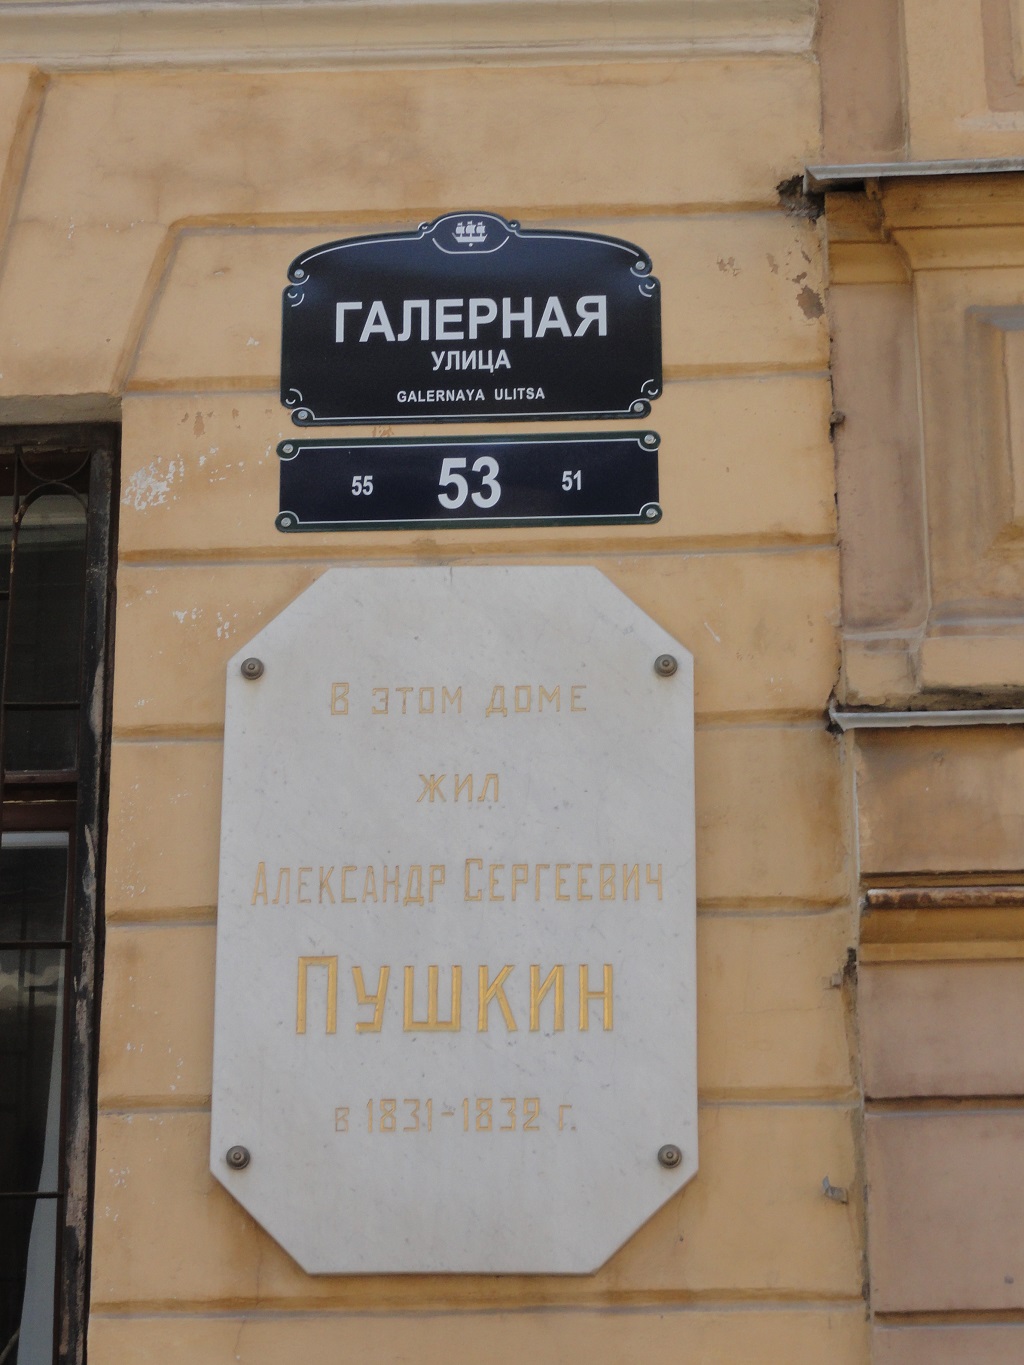 ГАЛЕРНАЯ
УЛИЦА
GALERNAYA ULITSA
55 53 51
В ЭТОМ ДОМЕ
ЖИЛ
АЛЕКСАНДР СЕРГЕЕВИЧ
ПУШКИН
В 1831-1832 Г.